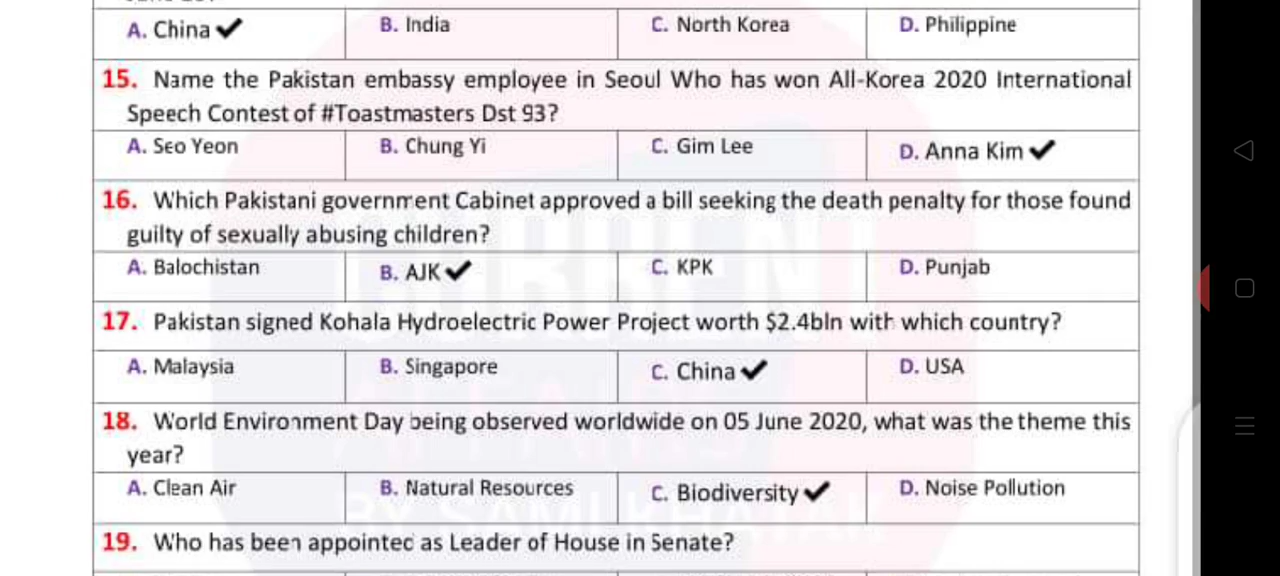 A. China ✔ B. India C. North Korea D. Philippine
15. Name the Pakistan embassy employee in Seoul Who has won All-Korea 2020 International
Speech Contest of #Toastmasters Dst 93?
A. Seo Yeon B. Chung Yi C. Gim Lee D. Anna Kim ✔
16. Which Pakistani government Cabinet approved a bill seeking the death penalty for those found
guilty of sexually abusing children?
A. Balochistan B. AJK ✔ C. KPK D. Punjab
17. Pakistan signed Kohala Hydroelectric Power Project worth $2.4bln with which country?
A. Malaysia B. Singapore C. China ✔ D. USA
18. World Environment Day being observed worldwide on 05 June 2020, what was the theme this
year?
A. Clean Air B. Natural Resources C. Biodiversity ✔ D. Noise Pollution
19. Who has been appointed as Leader of House in Senate?